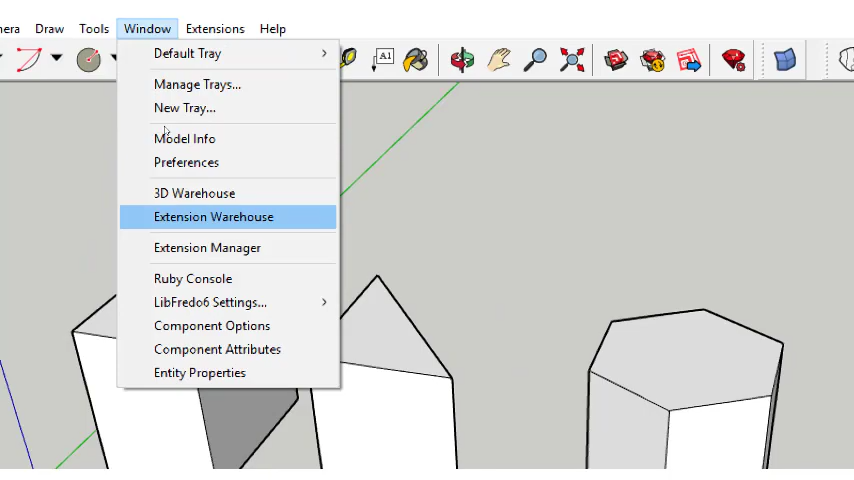 era Draw Tools Window Extensions Help
A1
Default Tray
Manage Trays...
New Tray...
Model Info
Preferences
3D Warehouse
Extension Warehouse
Extension Manager
Ruby Console
LibFredo6 Settings...
Component Options
Component Attributes
Entity Properties